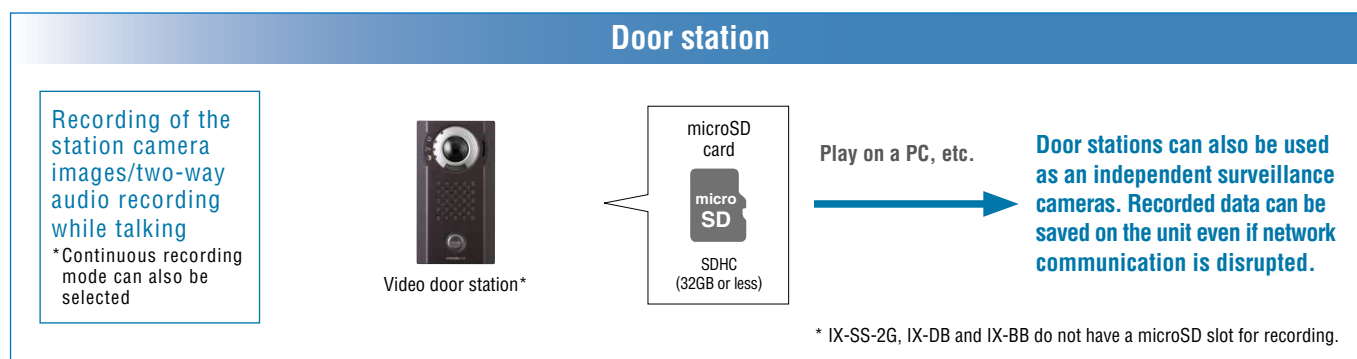 Door station
Recording of the
station camera
images/two-way
audio recording
while talking
*Continuous recording
mode can also be
selected
Video door station*
microSD
card
micro
SD
SDHC
(32GB or less)
Play on a PC, etc.
Door stations can also be used
as an independent surveillance
cameras. Recorded data can be
saved on the unit even if network
communication is disrupted.
* IX-SS-2G, IX-DB and IX-BB do not have a microSD slot for recording.